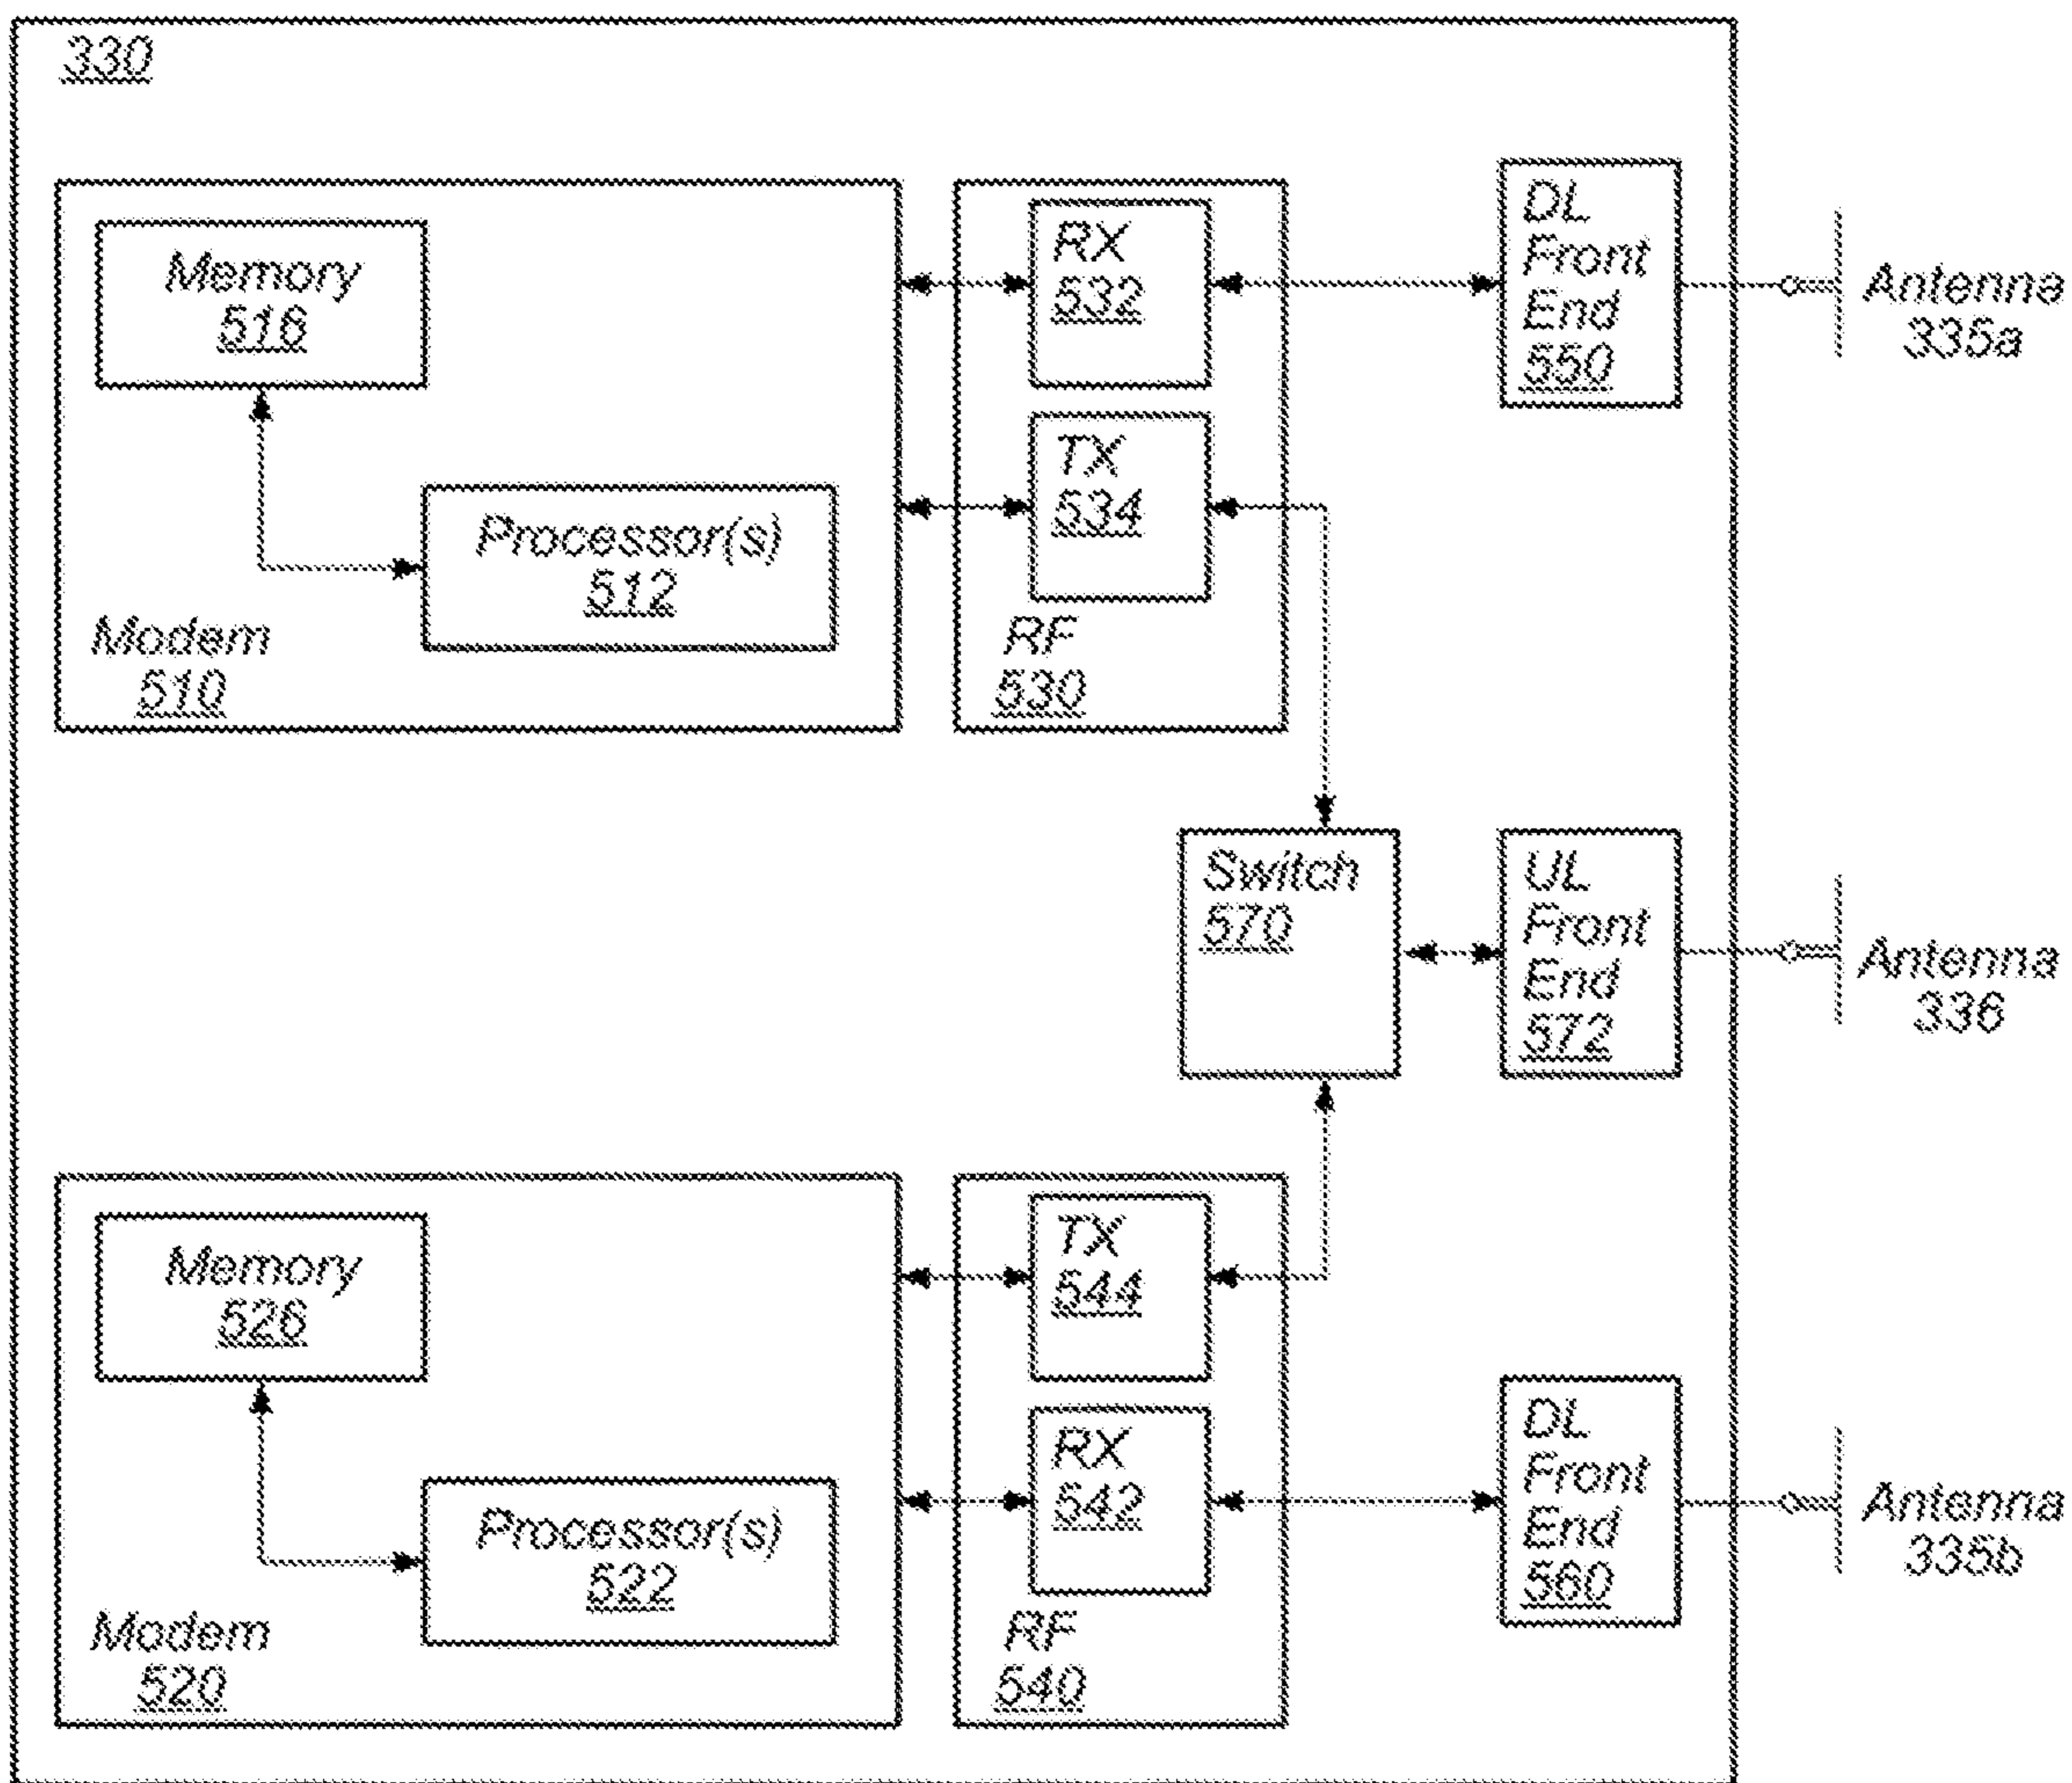 330
Memory
516
Processor(s)
512
Modem
510
RX
532
TX
534
RF
530
DL
Front
End
550
Antenna
335a
Switch
570
UL
Front
End
572
Antenna
336
Memory
526
Processor(s)
522
Modem
520
TX
544
RX
542
RF
540
DL
Front
End
560
Antenna
335b